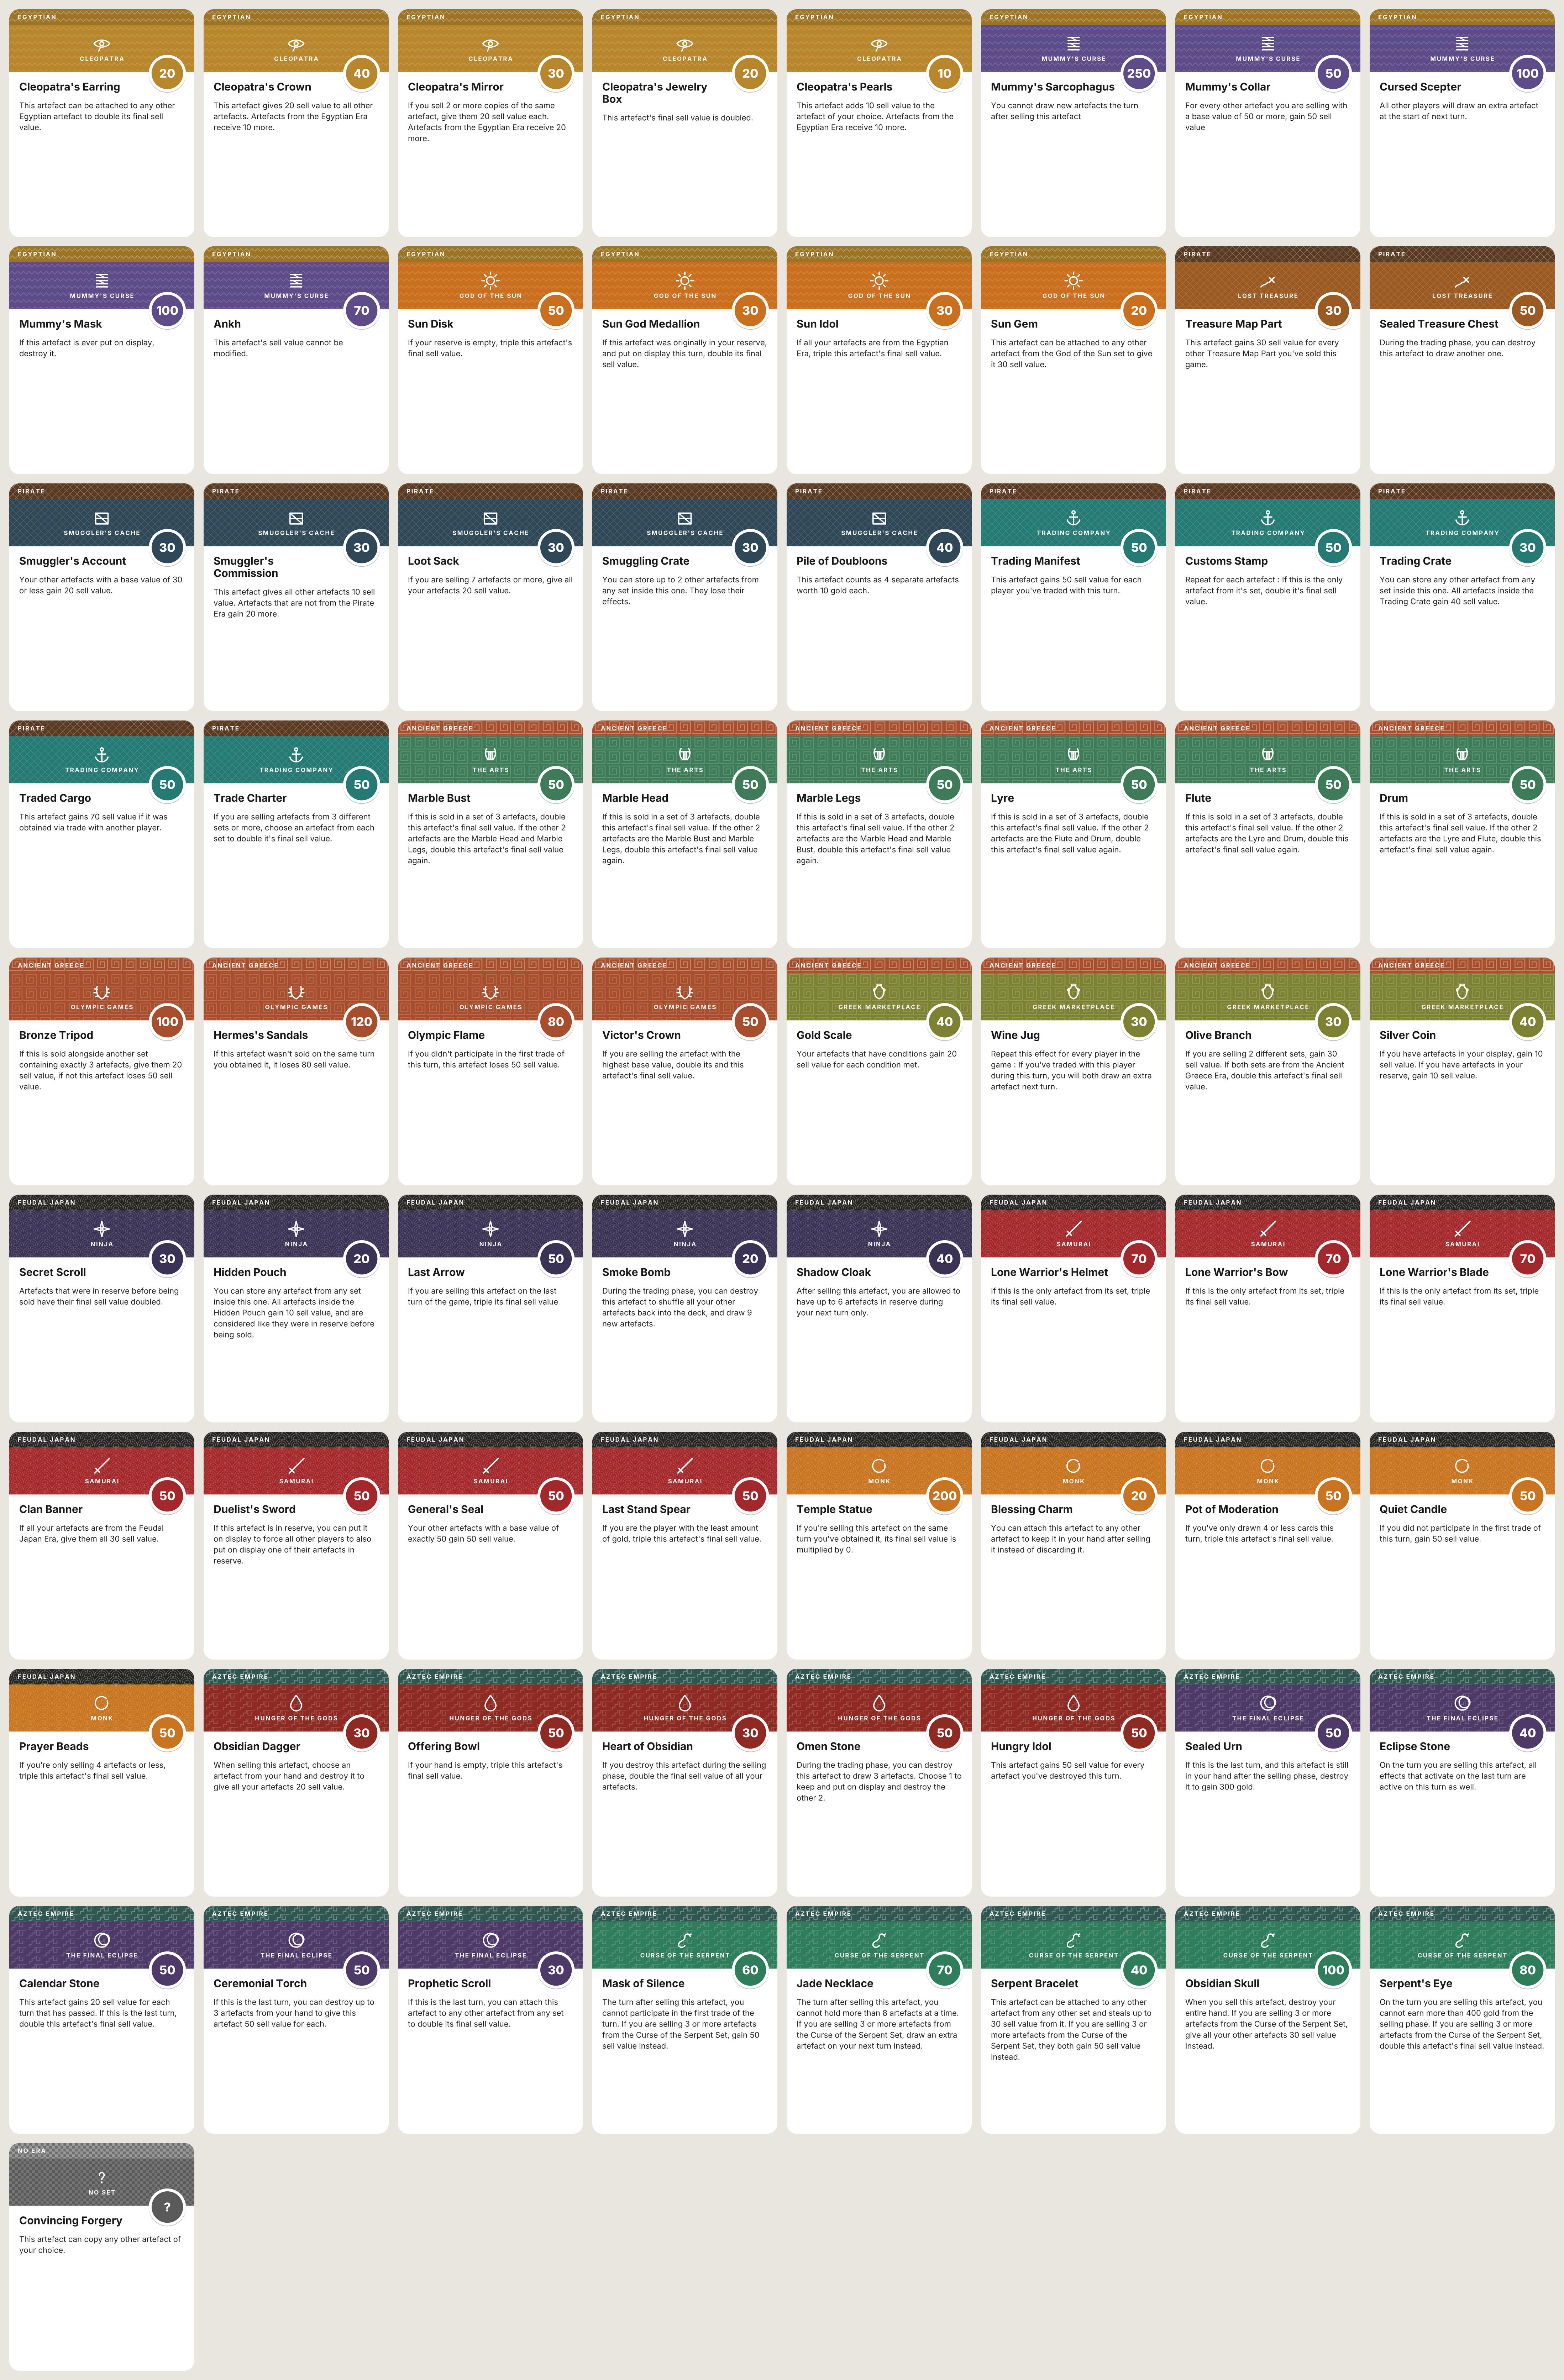 EGYPTIAN
CLEOPATRA
20
Cleopatra's Earring
This artefact can be attached to any other
Egyptian artefact to double its final sell
value.
EGYPTIAN
CLEOPATRA
40
Cleopatra's Crown
This artefact gives 20 sell value to all other
artefacts. Artefacts from the Egyptian Era
receive 10 more.
EGYPTIAN
CLEOPATRA
30
Cleopatra's Mirror
If you sell 2 or more copies of the same
artefact, give them 20 sell value each.
Artefacts from the Egyptian Era receive 20
more.
EGYPTIAN
CLEOPATRA
20
Cleopatra's Jewelry
Box
This artefact's final sell value is doubled.
EGYPTIAN
CLEOPATRA
10
Cleopatra's Pearls
This artefact adds 10 sell value to the
artefact of your choice. Artefacts from the
Egyptian Era receive 10 more.
EGYPTIAN
MUMMY'S CURSE
250
Mummy's Sarcophagus
You cannot draw new artefacts the turn
after selling this artefact
EGYPTIAN
MUMMY'S CURSE
50
Mummy's Collar
For every other artefact you are selling with
a base value of 50 or more, gain 50 sell
value
EGYPTIAN
MUMMY'S CURSE
100
Cursed Scepter
All other players will draw an extra artefact
at the start of next turn.
EGYPTIAN
MUMMY'S CURSE
100
Mummy's Mask
If this artefact is ever put on display,
destroy it.
EGYPTIAN
MUMMY'S CURSE
70
Ankh
This artefact's sell value cannot be
modified.
EGYPTIAN
GOD OF THE SUN
50
Sun Disk
If your reserve is empty, triple this artefact's
final sell value.
EGYPTIAN
GOD OF THE SUN
30
Sun God Medallion
If this artefact was originally in your reserve,
and put on display this turn, double its final
sell value.
EGYPTIAN
GOD OF THE SUN
30
Sun Idol
If all your artefacts are from the Egyptian
Era, triple this artefact's final sell value.
EGYPTIAN
GOD OF THE SUN
20
Sun Gem
This artefact can be attached to any other
artefact from the God of the Sun set to give
it 30 sell value.
PIRATE
LOST TREASURE
30
Treasure Map Part
This artefact gains 30 sell value for every
other Treasure Map Part you've sold this
game.
PIRATE
LOST TREASURE
50
Sealed Treasure Chest
During the trading phase, you can destroy
this artefact to draw another one.
PIRATE
SMUGGLER'S CACHE
30
Smuggler's Account
Your other artefacts with a base value of 30
or less gain 20 sell value.
PIRATE
SMUGGLER'S CACHE
30
Smuggler's
Commission
This artefact gives all other artefacts 10 sell
value. Artefacts that are not from the Pirate
Era gain 20 more.
PIRATE
SMUGGLER'S CACHE
30
Loot Sack
If you are selling 7 artefacts or more, give all
your artefacts 20 sell value.
PIRATE
SMUGGLER'S CACHE
30
Smuggling Crate
You can store up to 2 other artefacts from
any set inside this one. They lose their
effects.
PIRATE
SMUGGLER'S CACHE
40
Pile of Doubloons
This artefact counts as 4 separate artefacts
worth 10 gold each.
PIRATE
TRADING COMPANY
50
Trading Manifest
This artefact gains 50 sell value for each
player you've traded with this turn.
PIRATE
TRADING COMPANY
50
Customs Stamp
Repeat for each artefact : If this is the only
artefact from it's set, double it's final sell
value.
PIRATE
TRADING COMPANY
30
Trading Crate
You can store any other artefact from any
set inside this one. All artefacts inside the
Trading Crate gain 40 sell value.
PIRATE
TRADING COMPANY
50
Traded Cargo
This artefact gains 70 sell value if it was
obtained via trade with another player.
PIRATE
TRADING COMPANY
50
Trade Charter
If you are selling artefacts from 3 different
sets or more, choose an artefact from each
set to double it's final sell value.
ANCIENT GREECE
THE ARTS
50
Marble Bust
If this is sold in a set of 3 artefacts, double
this artefact's final sell value. If the other 2
artefacts are the Marble Head and Marble
Legs, double this artefact's final sell value
again.
ANCIENT GREECE
THE ARTS
50
Marble Head
If this is sold in a set of 3 artefacts, double
this artefact's final sell value. If the other 2
artefacts are the Marble Bust and Marble
Legs, double this artefact's final sell value
again.
ANCIENT GREECE
THE ARTS
50
Marble Legs
If this is sold in a set of 3 artefacts, double
this artefact's final sell value. If the other 2
artefacts are the Marble Head and Marble
Bust, double this artefact's final sell value
again.
ANCIENT GREECE
THE ARTS
50
Lyre
If this is sold in a set of 3 artefacts, double
this artefact's final sell value. If the other 2
artefacts are the Flute and Drum, double
this artefact's final sell value again.
ANCIENT GREECE
THE ARTS
50
Flute
If this is sold in a set of 3 artefacts, double
this artefact's final sell value. If the other 2
artefacts are the Lyre and Drum, double this
artefact's final sell value again.
ANCIENT GREECE
THE ARTS
50
Drum
If this is sold in a set of 3 artefacts, double
this artefact's final sell value. If the other 2
artefacts are the Lyre and Flute, double this
artefact's final sell value again.
ANCIENT GREECE
OLYMPIC GAMES
100
Bronze Tripod
If this is sold alongside another set
containing exactly 3 artefacts, give them 20
sell value, if not this artefact loses 50 sell
value.
ANCIENT GREECE
OLYMPIC GAMES
120
Hermes's Sandals
If this artefact wasn't sold on the same turn
you obtained it, it loses 80 sell value.
ANCIENT GREECE
OLYMPIC GAMES
80
Olympic Flame
If you didn't participate in the first trade of
this turn, this artefact loses 50 sell value.
ANCIENT GREECE
OLYMPIC GAMES
50
Victor's Crown
If you are selling the artefact with the
highest base value, double its and this
artefact's final sell value.
ANCIENT GREECE
GREEK MARKETPLACE
40
Gold Scale
Your artefacts that have conditions gain 20
sell value for each condition met.
ANCIENT GREECE
GREEK MARKETPLACE
30
Wine Jug
Repeat this effect for every player in the
game : If you've traded with this player
during this turn, you will both draw an extra
artefact next turn.
ANCIENT GREECE
GREEK MARKETPLACE
30
Olive Branch
If you are selling 2 different sets, gain 30
sell value. If both sets are from the Ancient
Greece Era, double this artefact's final sell
value.
ANCIENT GREECE
GREEK MARKETPLACE
40
Silver Coin
If you have artefacts in your display, gain 10
sell value. If you have artefacts in your
reserve, gain 10 sell value.
FEUDAL JAPAN
NINJA
30
Secret Scroll
Artefacts that were in reserve before being
sold have their final sell value doubled.
FEUDAL JAPAN
NINJA
20
Hidden Pouch
You can store any artefact from any set
inside this one. All artefacts inside the
Hidden Pouch gain 10 sell value, and are
considered like they were in reserve before
being sold.
FEUDAL JAPAN
NINJA
50
Last Arrow
If you are selling this artefact on the last
turn of the game, triple its final sell value
FEUDAL JAPAN
NINJA
20
Smoke Bomb
During the trading phase, you can destroy
this artefact to shuffle all your other
artefacts back into the deck, and draw 9
new artefacts.
FEUDAL JAPAN
NINJA
40
Shadow Cloak
After selling this artefact, you are allowed to
have up to 6 artefacts in reserve during
your next turn only.
FEUDAL JAPAN
SAMURAI
70
Lone Warrior's Helmet
If this is the only artefact from its set, triple
its final sell value.
FEUDAL JAPAN
SAMURAI
70
Lone Warrior's Bow
If this is the only artefact from its set, triple
its final sell value.
FEUDAL JAPAN
SAMURAI
70
Lone Warrior's Blade
If this is the only artefact from its set, triple
its final sell value.
FEUDAL JAPAN
SAMURAI
50
Clan Banner
If all your artefacts are from the Feudal
Japan Era, give them all 30 sell value.
FEUDAL JAPAN
SAMURAI
50
Duelist's Sword
If this artefact is in reserve, you can put it
on display to force all other players to also
put on display one of their artefacts in
reserve.
FEUDAL JAPAN
SAMURAI
50
General's Seal
Your other artefacts with a base value of
exactly 50 gain 50 sell value.
FEUDAL JAPAN
SAMURAI
50
Last Stand Spear
If you are the player with the least amount
of gold, triple this artefact's final sell value.
FEUDAL JAPAN
MONK
200
Temple Statue
If you're selling this artefact on the same
turn you've obtained it, its final sell value is
multiplied by 0.
FEUDAL JAPAN
MONK
20
Blessing Charm
You can attach this artefact to any other
artefact to keep it in your hand after selling
it instead of discarding it.
FEUDAL JAPAN
MONK
50
Pot of Moderation
If you've only drawn 4 or less cards this
turn, triple this artefact's final sell value.
FEUDAL JAPAN
MONK
50
Quiet Candle
If you did not participate in the first trade of
this turn, gain 50 sell value.
FEUDAL JAPAN
MONK
50
Prayer Beads
If you're only selling 4 artefacts or less,
triple this artefact's final sell value.
AZTEC EMPIRE
HUNGER OF THE GODS
30
Obsidian Dagger
When selling this artefact, choose an
artefact from your hand and destroy it to
give all your artefacts 20 sell value.
AZTEC EMPIRE
HUNGER OF THE GODS
50
Offering Bowl
If your hand is empty, triple this artefact's
final sell value.
AZTEC EMPIRE
HUNGER OF THE GODS
30
Heart of Obsidian
If you destroy this artefact during the selling
phase, double the final sell value of all your
artefacts.
AZTEC EMPIRE
HUNGER OF THE GODS
50
Omen Stone
During the trading phase, you can destroy
this artefact to draw 3 artefacts. Choose 1 to
keep and put on display and destroy the
other 2.
AZTEC EMPIRE
HUNGER OF THE GODS
50
Hungry Idol
This artefact gains 50 sell value for every
artefact you've destroyed this turn.
AZTEC EMPIRE
THE FINAL ECLIPSE
50
Sealed Urn
If this is the last turn, and this artefact is still
in your hand after the selling phase, destroy
it to gain 300 gold.
AZTEC EMPIRE
THE FINAL ECLIPSE
40
Eclipse Stone
On the turn you are selling this artefact, all
effects that activate on the last turn are
active on this turn as well.
AZTEC EMPIRE
THE FINAL ECLIPSE
50
Calendar Stone
This artefact gains 20 sell value for each
turn that has passed. If this is the last turn,
double this artefact's final sell value.
AZTEC EMPIRE
THE FINAL ECLIPSE
50
Ceremonial Torch
If this is the last turn, you can destroy up to
3 artefacts from your hand to give this
artefact 50 sell value for each.
AZTEC EMPIRE
THE FINAL ECLIPSE
30
Prophetic Scroll
If this is the last turn, you can attach this
artefact to any other artefact from any set
to double its final sell value.
AZTEC EMPIRE
CURSE OF THE SERPENT
60
Mask of Silence
The turn after selling this artefact, you
cannot participate in the first trade of the
turn. If you are selling 3 or more artefacts
from the Curse of the Serpent Set, gain 50
sell value instead.
AZTEC EMPIRE
CURSE OF THE SERPENT
70
Jade Necklace
The turn after selling this artefact, you
cannot hold more than 8 artefacts at a time.
If you are selling 3 or more artefacts from
the Curse of the Serpent Set, draw an extra
artefact on your next turn instead.
AZTEC EMPIRE
CURSE OF THE SERPENT
40
Serpent Bracelet
This artefact can be attached to any other
artefact from any other set and steals up to
30 sell value from it. If you are selling 3 or
more artefacts from the Curse of the
Serpent Set, they both gain 50 sell value
instead.
AZTEC EMPIRE
CURSE OF THE SERPENT
100
Obsidian Skull
When you sell this artefact, destroy your
entire hand. If you are selling 3 or more
artefacts from the Curse of the Serpent Set,
give all your other artefacts 30 sell value
instead.
AZTEC EMPIRE
CURSE OF THE SERPENT
80
Serpent's Eye
On the turn you are selling this artefact, you
cannot earn more than 400 gold from the
selling phase. If you are selling 3 or more
artefacts from the Curse of the Serpent Set,
double this artefact's final sell value instead.
NO ERA
?
NO SET
?
Convincing Forgery
This artefact can copy any other artefact of
your choice.